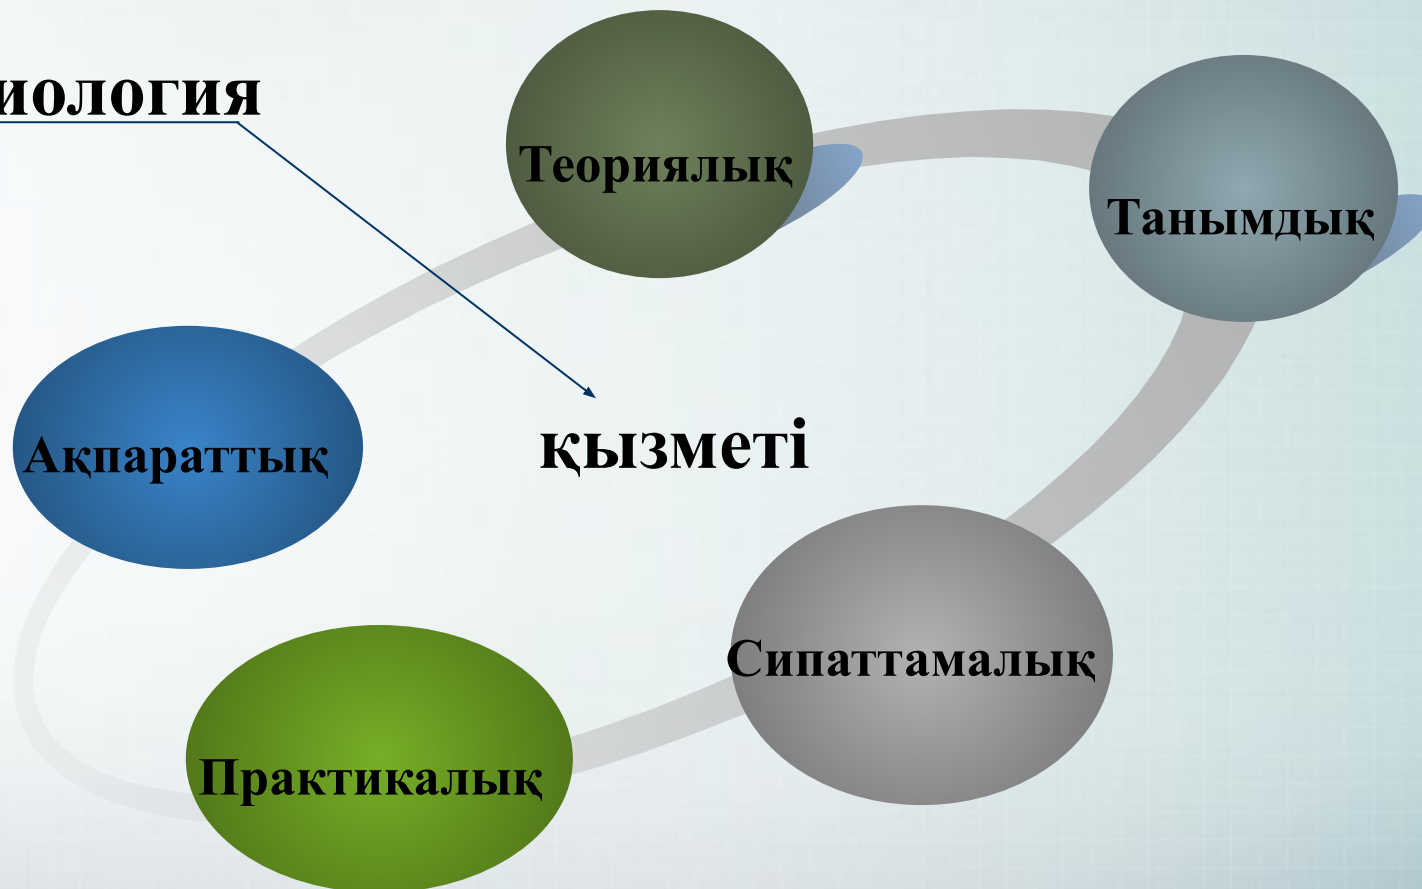 иология
Теориялық
Танымдық
Ақпараттық
қызметі
Сипаттамалық
Практикалық